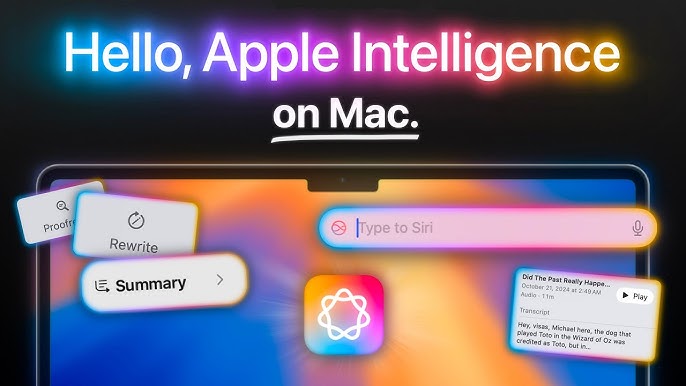 Hello, Apple Intelligence
on Mac.
Rewrite
Summary
Type to Siri
Did The Past Really Happe...
October 21, 2024 at 2:49 AM
Audio · 11m
Play
Transcript
Hey, visas, Michael here, the dog that
played Toto in the Wizard of Oz was
credited as Toto, but in...